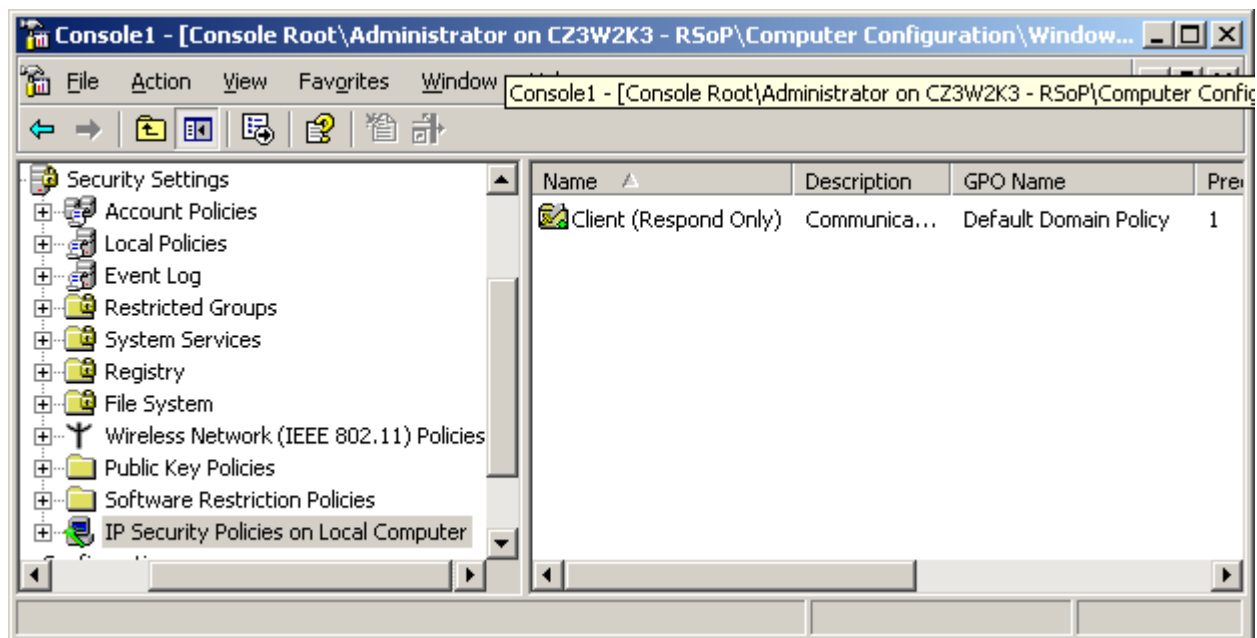 Console1 - [Console Root\Administrator on CZ3W2K3 - RSoP\Computer Configuration\Window...
File Action View Favorites Window
Console1 - [Console Root\Administrator on CZ3W2K3 - RSoP\Computer Config
Security Settings
Account Policies
Local Policies
Event Log
Restricted Groups
System Services
Registry
File System
Wireless Network (IEEE 802.11) Policies
Public Key Policies
Software Restriction Policies
IP Security Policies on Local Computer
Name Description GPO Name Pre
Client (Respond Only) Communica... Default Domain Policy 1